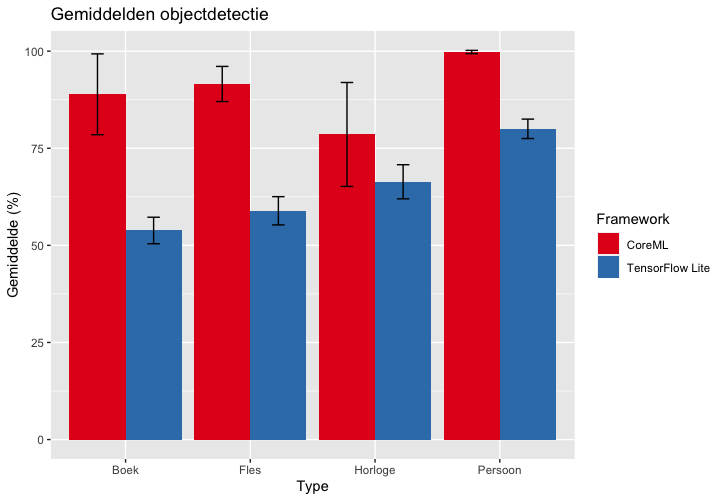 Gemiddelden objectdetectie
Gemiddelde (%)
100
75
50
25
0
Boek Fles Horloge Persoon
Type
Framework
CoreML
TensorFlow Lite